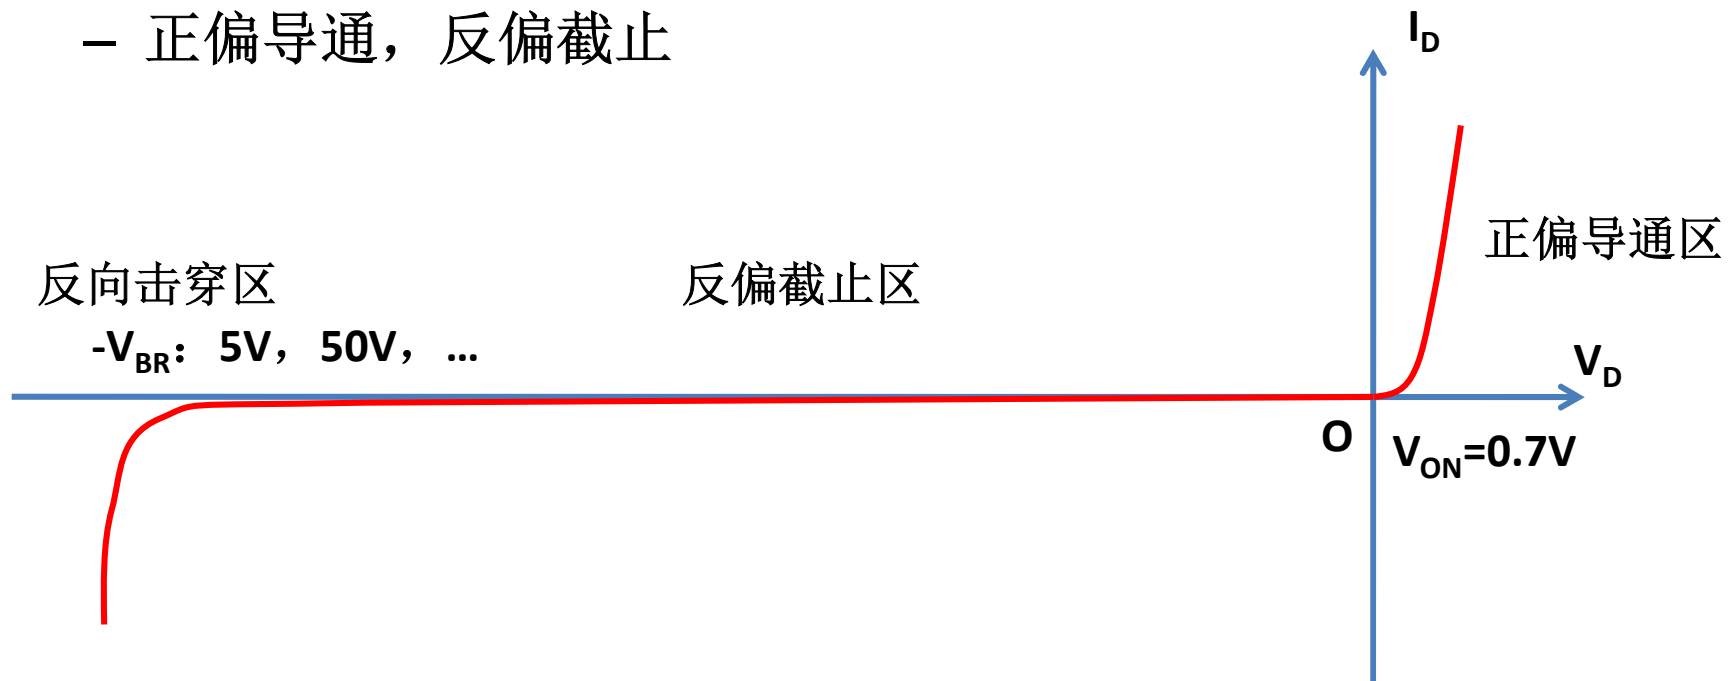 – 正偏导通，反偏截止
I_D
正偏导通区
反向击穿区
反偏截止区
-V_BR：5V，50V，...
V_D
O
V_ON=0.7V